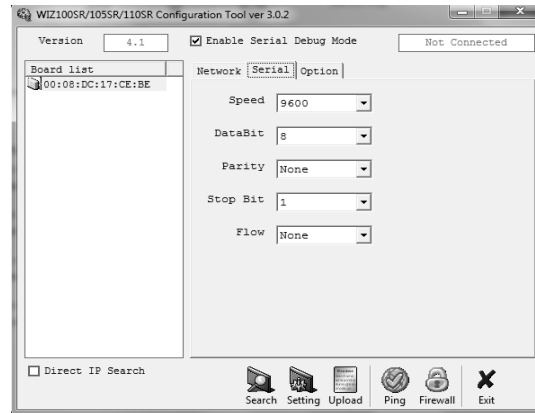 WIZ100SR/105SR/110SR Configuration Tool ver 3.0.2
Version 4.1 Enable Serial Debug Mode Not Connected
Board list
00:08:DC:17:CE:BE
Network Serial Option
Speed 9600
DataBit 8
Parity None
Stop Bit 1
Flow None
Direct IP Search
Search Setting Upload Ping Firewall Exit